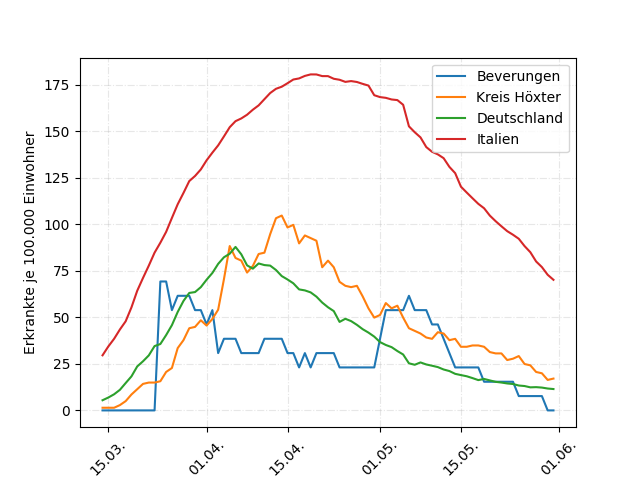 Beverungen
Kreis Höxter
Deutschland
Italien
Erkrankte je 100.000 Einwohner
175
150
125
100
75
50
25
0
15.03.
01.04.
15.04.
01.05.
15.05.
01.06.